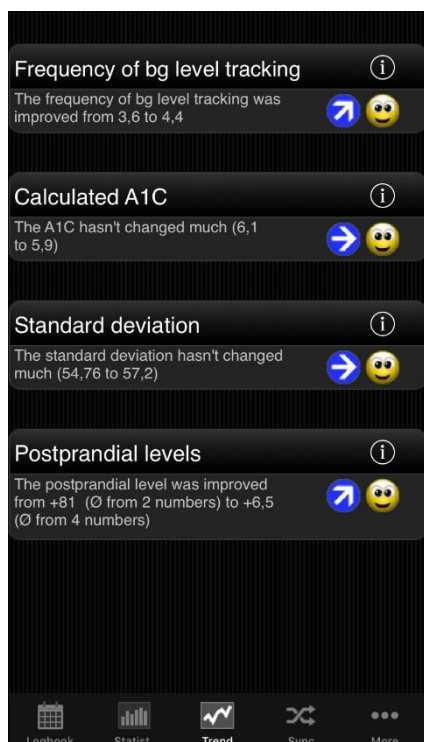 Frequency of bg level tracking
The frequency of bg level tracking was
improved from 3,6 to 4,4
Calculated A1C
The A1C hasn't changed much (6,1
to 5,9)
Standard deviation
The standard deviation hasn't changed
much (54,76 to 57,2)
Postprandial levels
The postprandial level was improved
from +81 (Ø from 2 numbers) to +6,5
(Ø from 4 numbers)
Logbook Statist. Trend Sync More